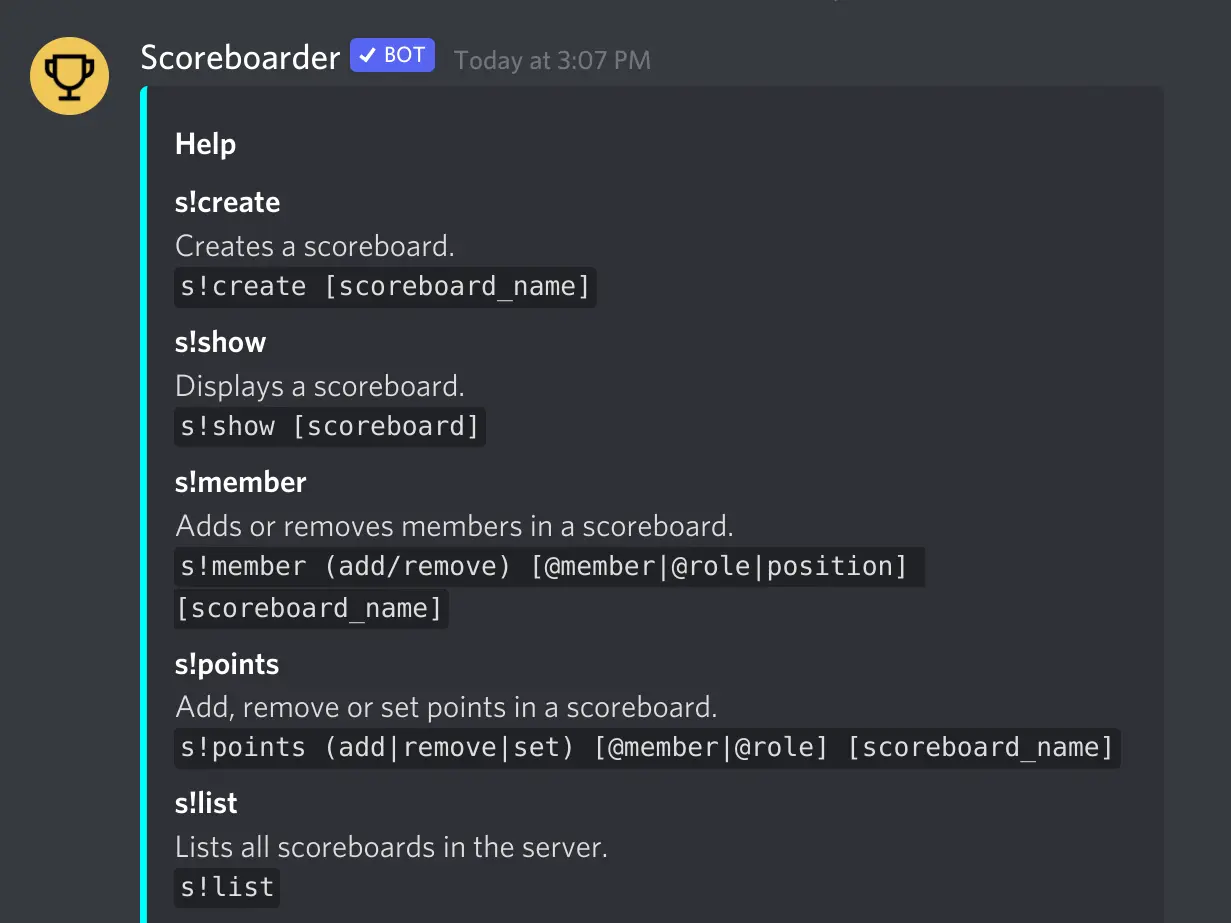 Scoreboarder ✓ BOT Today at 3:07 PM
Help
s!create
Creates a scoreboard.
s!create [scoreboard_name]
s!show
Displays a scoreboard.
s!show [scoreboard]
s!member
Adds or removes members in a scoreboard.
s!member (add/remove) [@member|@role|position]
[scoreboard_name]
s!points
Add, remove or set points in a scoreboard.
s!points (add|remove|set) [@member|@role] [scoreboard_name]
s!list
Lists all scoreboards in the server.
s!list